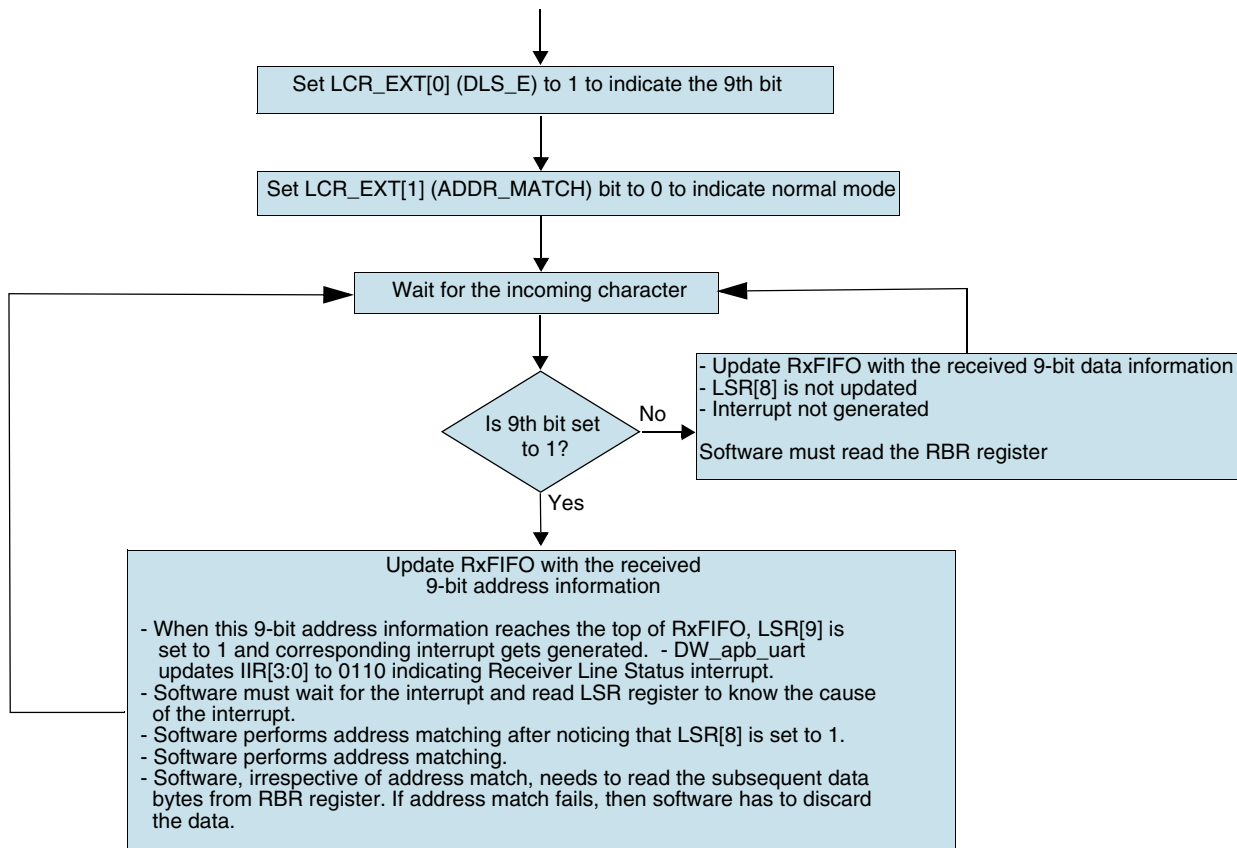 Set LCR_EXT[0] (DLS_E) to 1 to indicate the 9th bit
Set LCR_EXT[1] (ADDR_MATCH) bit to 0 to indicate normal mode
Wait for the incoming character
Is 9th bit set
to 1?
No
- Update RxFIFO with the received 9-bit data information
- LSR[8] is not updated
- Interrupt not generated
Software must read the RBR register
Yes
Update RxFIFO with the received
9-bit address information
- When this 9-bit address information reaches the top of RxFIFO, LSR[9] is
set to 1 and corresponding interrupt gets generated. - DW_apb_uart
updates IIR[3:0] to 0110 indicating Receiver Line Status interrupt.
- Software must wait for the interrupt and read LSR register to know the cause
of the interrupt.
- Software performs address matching after noticing that LSR[8] is set to 1.
- Software performs address matching.
- Software, irrespective of address match, needs to read the subsequent data
bytes from RBR register. If address match fails, then software has to discard
the data.